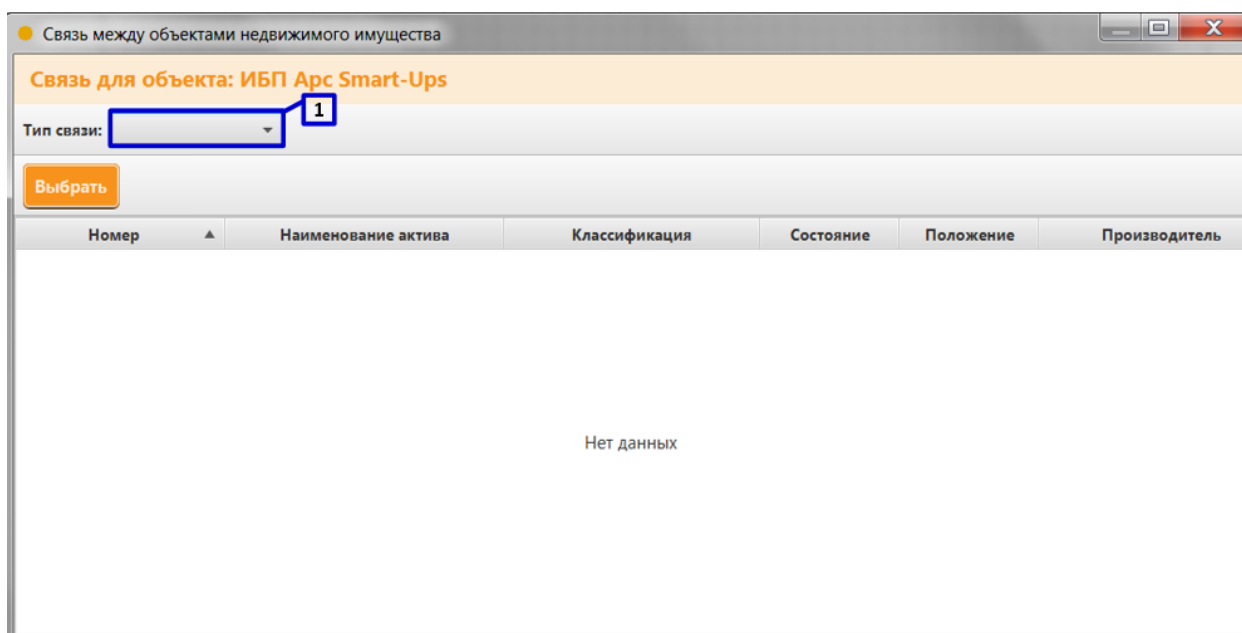 Связь между объектами недвижимого имущества
Связь для объекта: ИБП Apc Smart-Ups
1
Тип связи:
Выбрать
Номер Наименование актива Классификация Состояние Положение Производитель
Нет данных